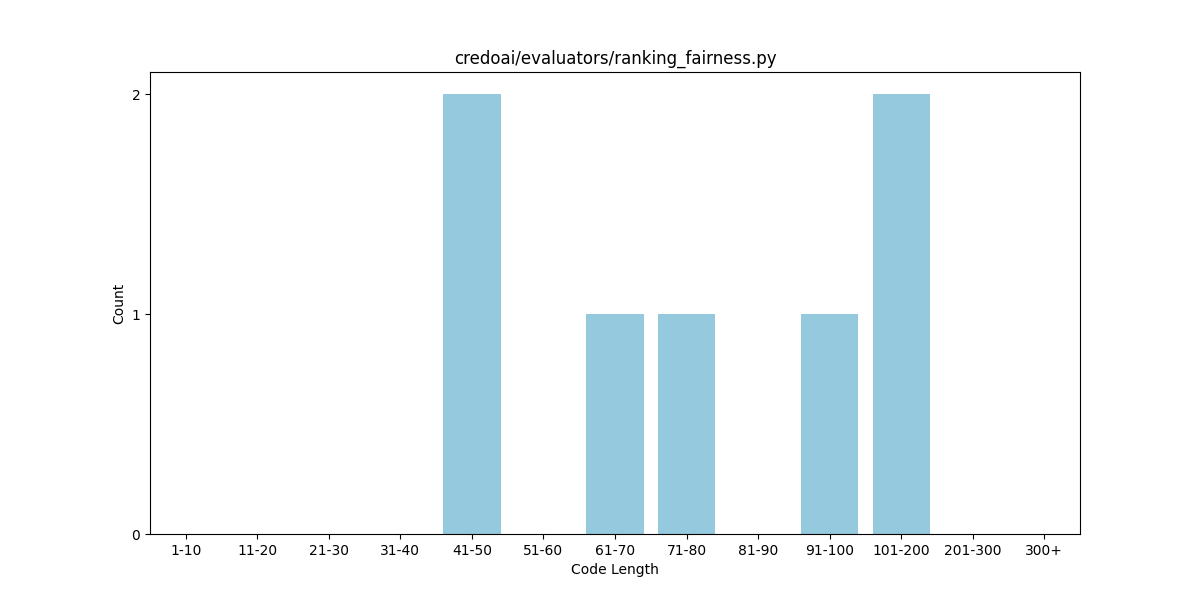 credoai/evaluators/ranking_fairness.py
2
1
0
Count
1-10 11-20 21-30 31-40 41-50 51-60 61-70 71-80 81-90 91-100 101-200 201-300 300+
Code Length